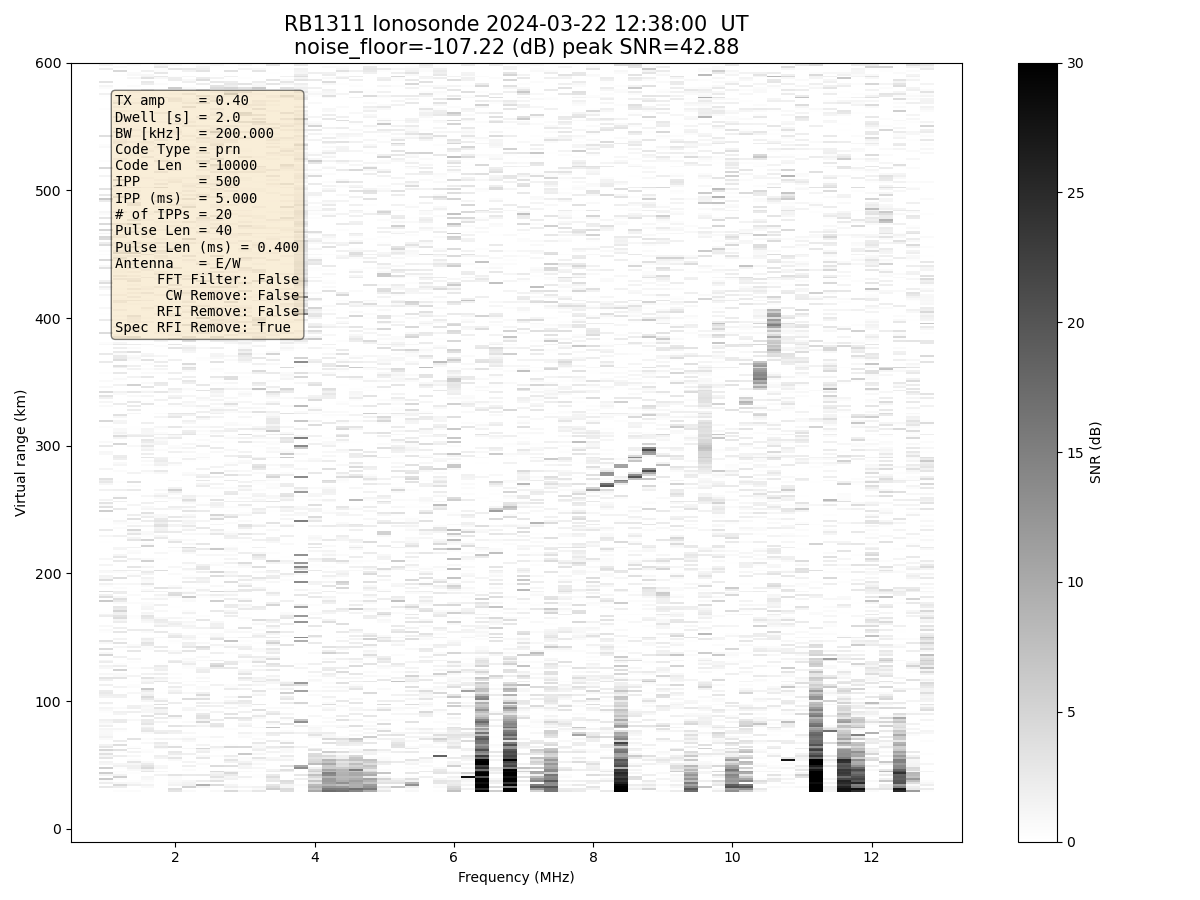 RB1311 Ionosonde 2024-03-22 12:38:00  UT
noise_floor=-107.22 (dB) peak SNR=42.88
600
500
400
300
200
100
0
Virtual range (km)
TX amp    = 0.40
Dwell [s] = 2.0
BW [kHz]  = 200.000
Code Type = prn
Code Len  = 10000
IPP       = 500
IPP (ms)  = 5.000
# of IPPs = 20
Pulse Len = 40
Pulse Len (ms) = 0.400
Antenna   = E/W
FFT Filter: False
CW Remove: False
RFI Remove: False
Spec RFI Remove: True
2 4 6 8 10 12
Frequency (MHz)
30
25
20
15
10
5
0
SNR (dB)